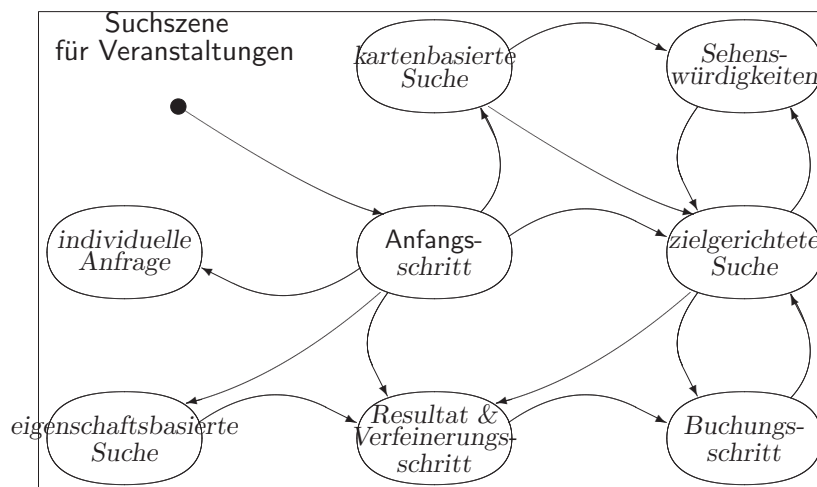 Suchszene
für Veranstaltungen
kartenbasierte
Suche
Sehens-
würdigkeiten
individuelle
Anfrage
Anfangs-
schritt
zielgerichtete
Suche
eigenschaftsbasierte
Suche
Resultat &
Verfeinerungs-
schritt
Buchungs-
schritt